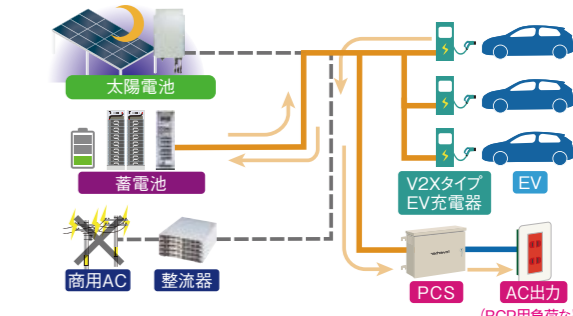 太陽電池
蓄電池
V2Xタイプ
EV充電器
EV
商用AC
整流器
PCS
AC出力